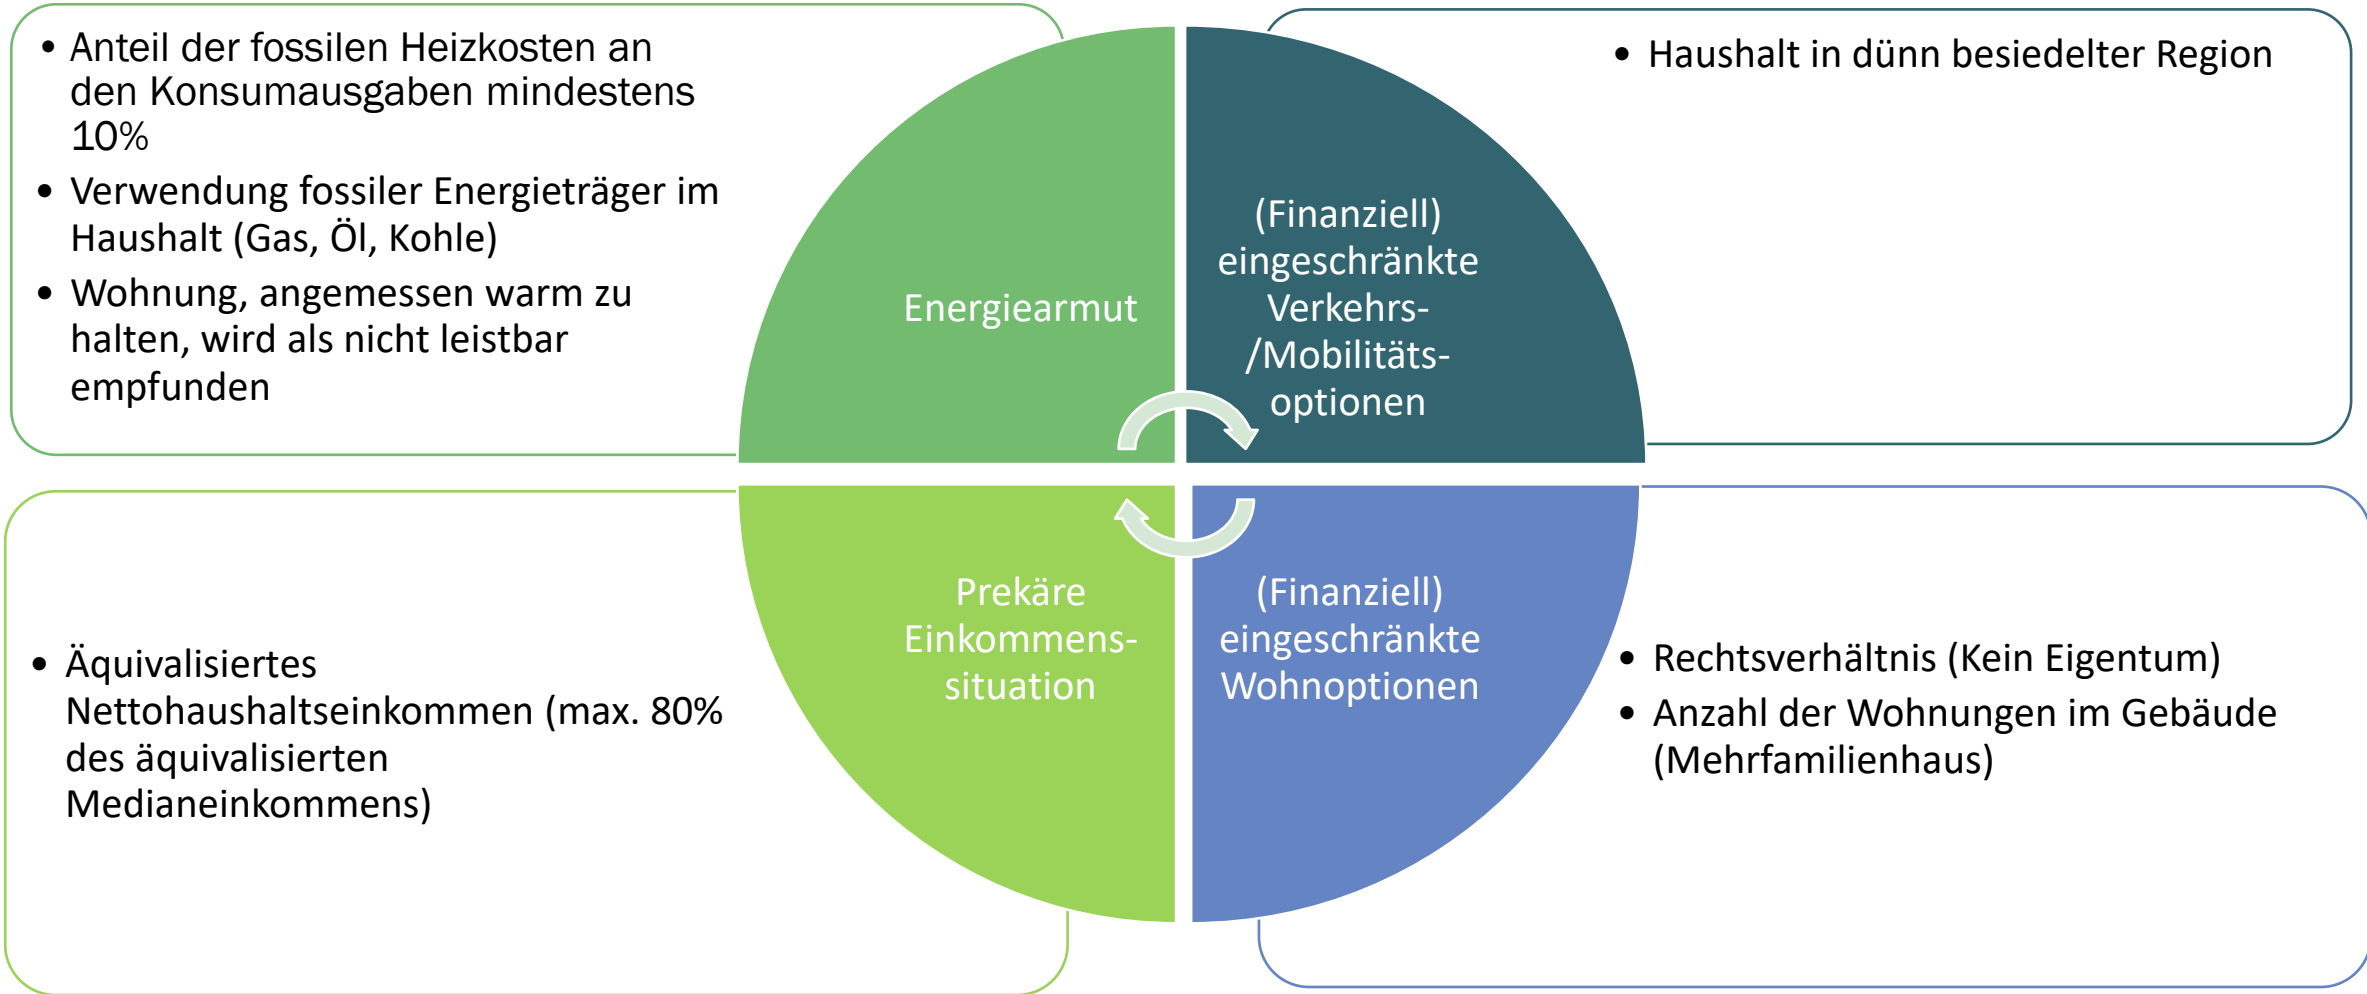 • Anteil der fossilen Heizkosten an
den Konsumausgaben mindestens
10%
• Verwendung fossiler Energieträger im
Haushalt (Gas, Öl, Kohle)
• Wohnung, angemessen warm zu
halten, wird als nicht leistbar
empfunden
Energiearmut
(Finanziell)
eingeschränkte
Verkehrs-
/Mobilitäts-
optionen
• Haushalt in dünn besiedelter Region
• Äquivalisiertes
Nettohaushaltseinkommen (max. 80%
des äquivalisierten
Medianeinkommens)
Prekäre
Einkommens-
situation
(Finanziell)
eingeschränkte
Wohnoptionen
• Rechtsverhältnis (Kein Eigentum)
• Anzahl der Wohnungen im Gebäude
(Mehrfamilienhaus)